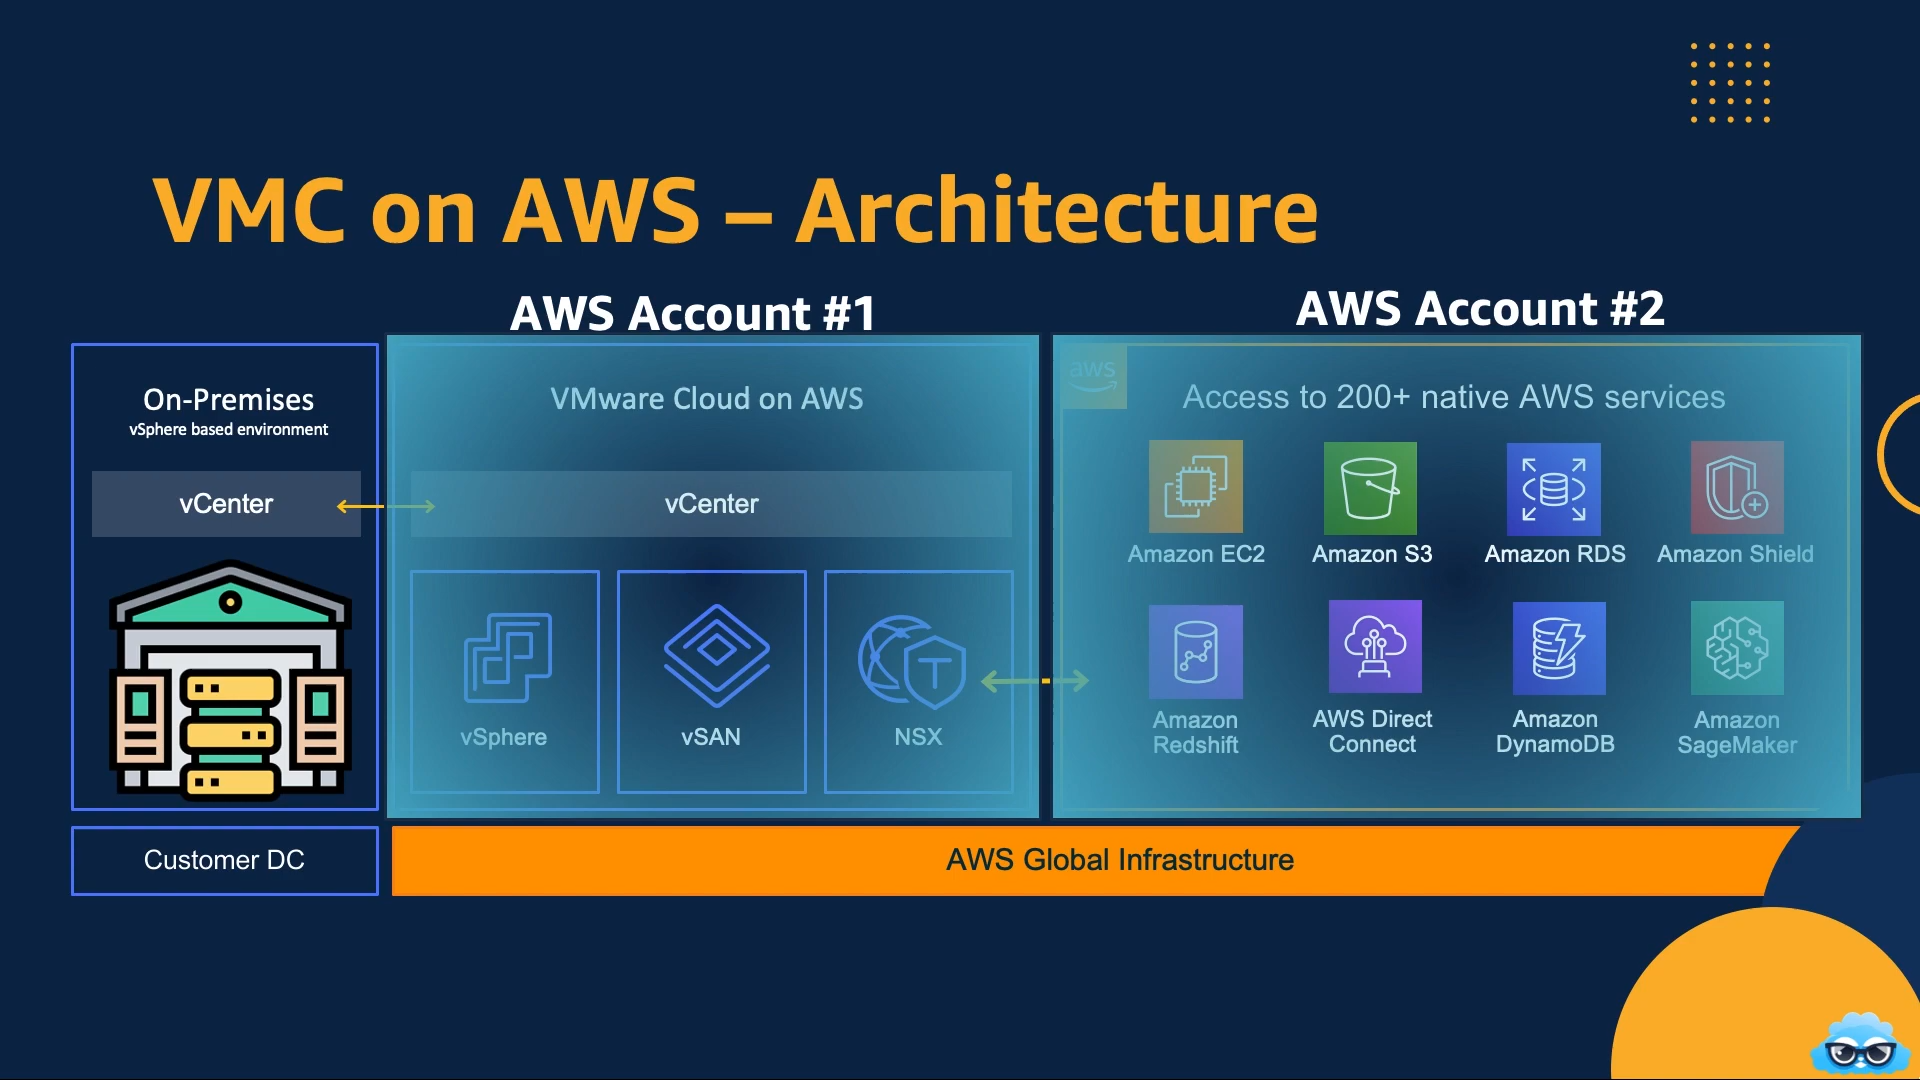 VMC on AWS – Architecture
AWS Account #1
AWS Account #2
On-Premises
vSphere based environment
vCenter
VMware Cloud on AWS
vCenter
vSphere
vSAN
NSX
aws
Access to 200+ native AWS services
Amazon EC2
Amazon S3
Amazon RDS
Amazon Shield
Amazon
Redshift
AWS Direct
Connect
Amazon
DynamoDB
Amazon
SageMaker
Customer DC
AWS Global Infrastructure